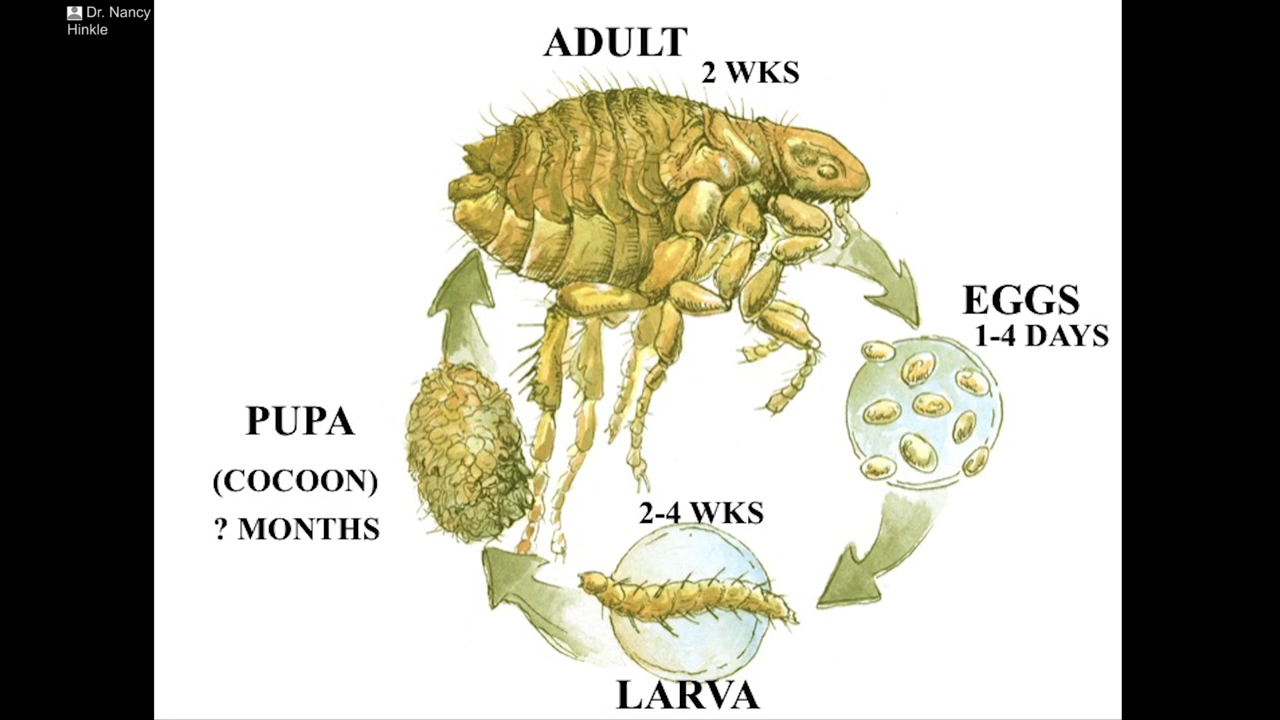 Dr. Nancy
Hinkle
ADULT
2 WKS
EGGS
1-4 DAYS
PUPA
(COCOON)
? MONTHS
2-4 WKS
LARVA